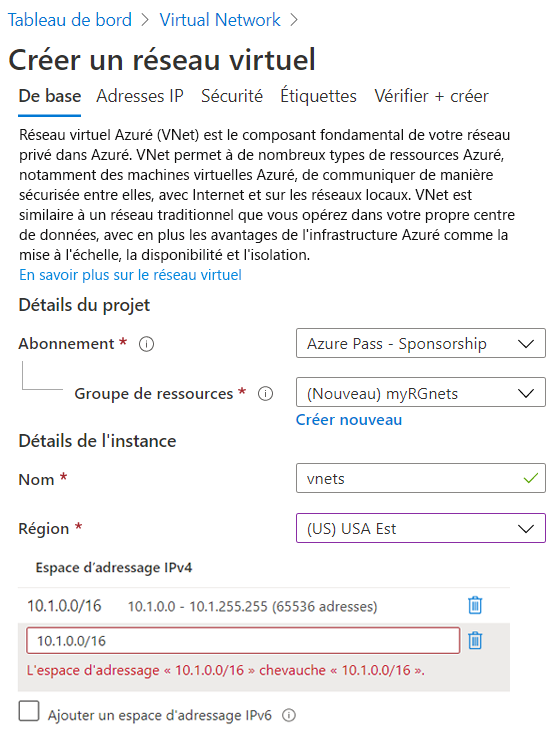 Tableau de bord > Virtual Network >
Créer un réseau virtuel
De base Adresses IP Sécurité Étiquettes Vérifier + créer
Réseau virtuel Azuré (VNet) est le composant fondamental de votre réseau
privé dans Azuré. VNet permet à de nombreux types de ressources Azuré,
notamment des machines virtuelles Azuré, de communiquer de manière
sécurisée entre elles, avec Internet et sur les réseaux locaux. VNet est
similaire à un réseau traditionnel que vous opérez dans votre propre centre
de données, avec en plus les avantages de l'infrastructure Azuré comme la
mise à l'échelle, la disponibilité et l'isolation.
En savoir plus sur le réseau virtuel
Détails du projet
Abonnement * Azure Pass - Sponsorship
Groupe de ressources * (Nouveau) myRGnets
Créer nouveau
Détails de l'instance
Nom * vnets
Région * (US) USA Est
Espace d'adressage IPv4
10.1.0.0/16 10.1.0.0 - 10.1.255.255 (65536 adresses)
10.1.0.0/16
L'espace d'adressage « 10.1.0.0/16 » chevauche « 10.1.0.0/16 ».
Ajouter un espace d'adressage IPv6